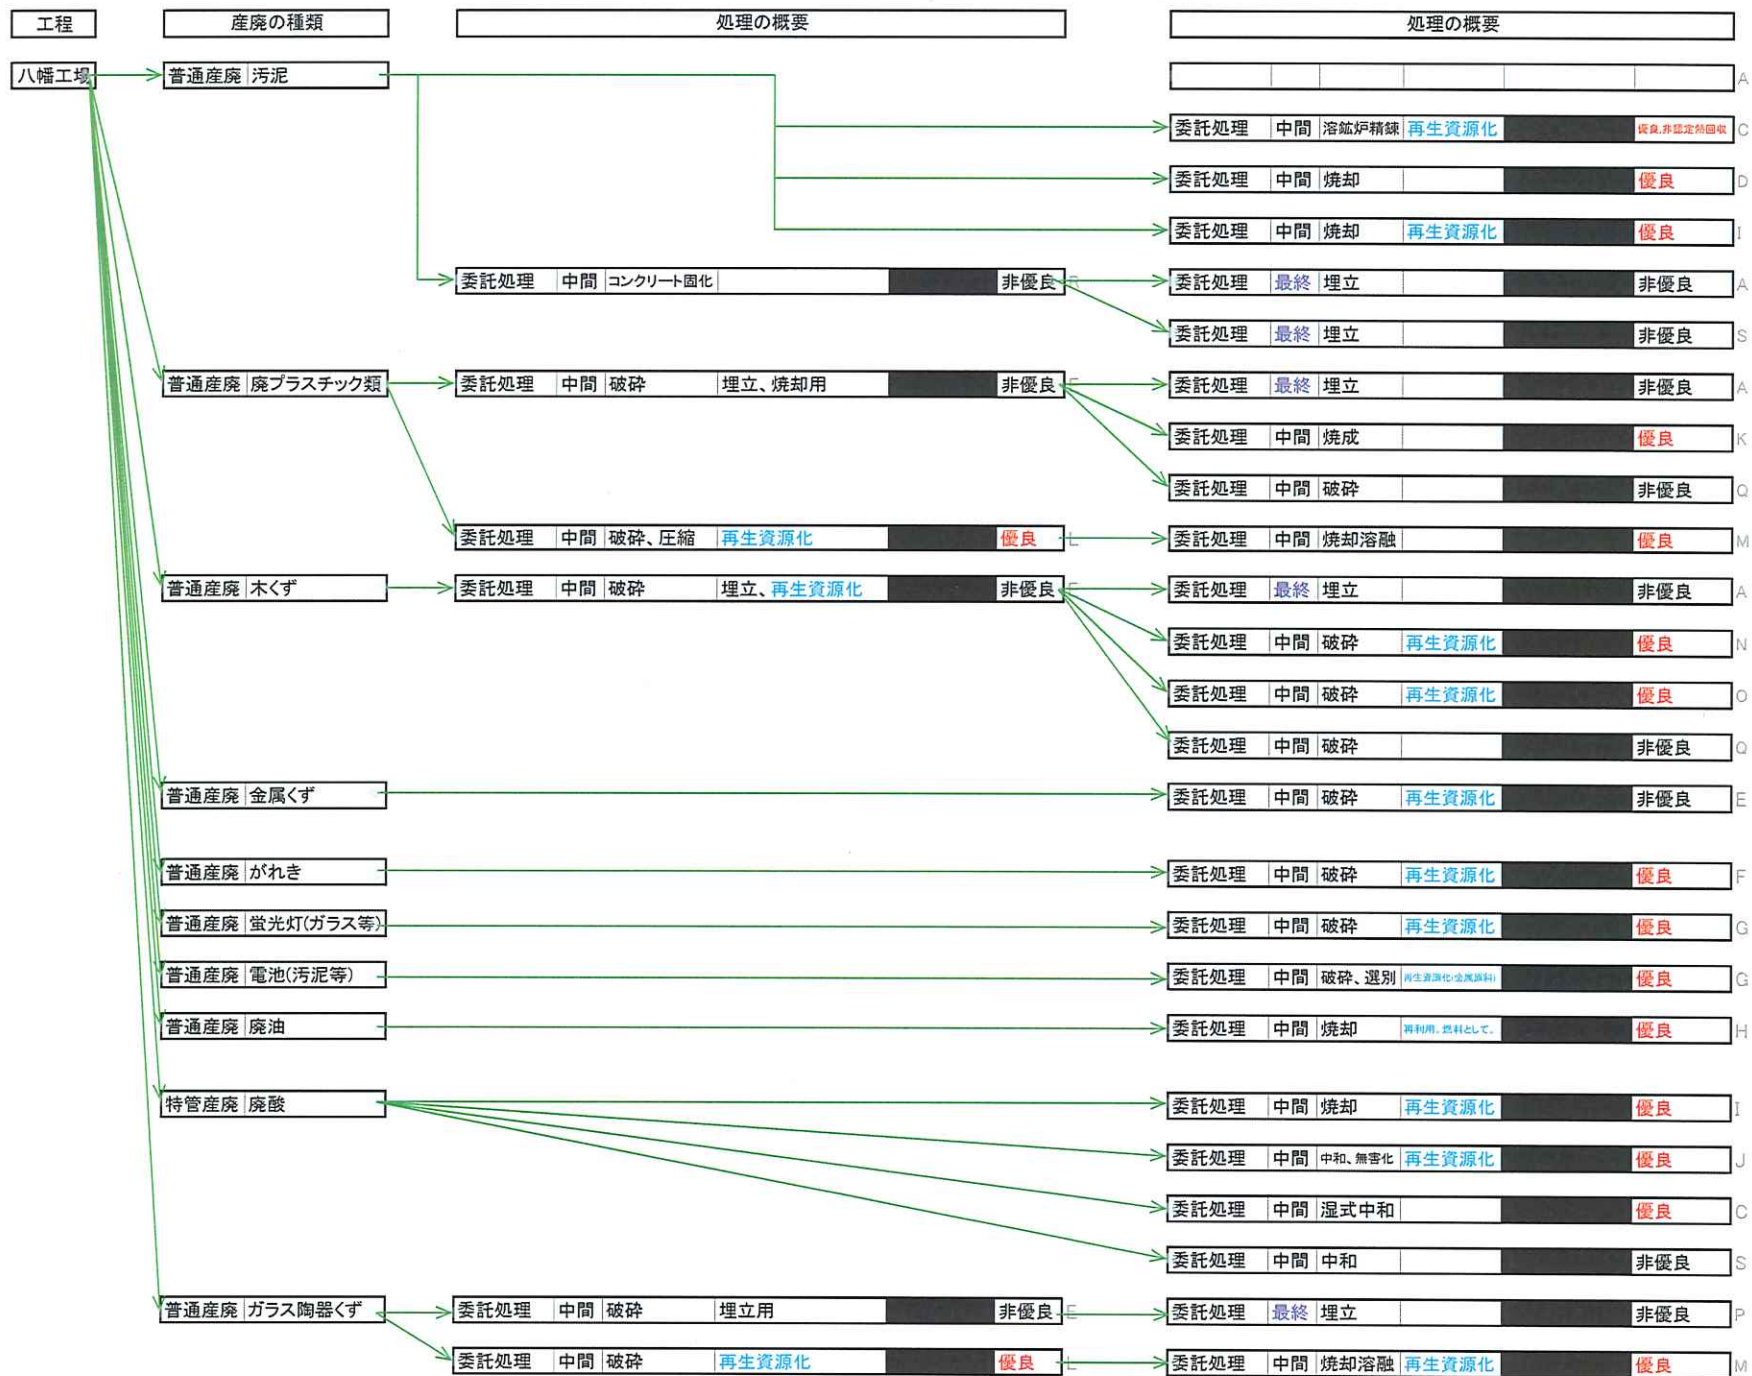 工程 産廃の種類 処理の概要 処理の概要
八幡工場 普通産廃 汚泥 A
委託処理 中間 溶鉱炉精錬 再生資源化 優良,非認定熱回収 C
委託処理 中間 焼却 優良 D
委託処理 中間 焼却 再生資源化 優良 I
委託処理 中間 コンクリート固化 非優良 R 委託処理 最終 埋立 非優良 A
委託処理 最終 埋立 非優良 S
普通産廃 廃プラスチック類 委託処理 中間 破砕 埋立、焼却用 非優良 E 委託処理 最終 埋立 非優良 A
委託処理 中間 焼成 優良 K
委託処理 中間 破砕 非優良 Q
委託処理 中間 破砕、圧縮 再生資源化 優良 L 委託処理 中間 焼却溶融 優良 M
普通産廃 木くず 委託処理 中間 破砕 埋立、再生資源化 非優良 E 委託処理 最終 埋立 非優良 A
委託処理 中間 破砕 再生資源化 優良 N
委託処理 中間 破砕 再生資源化 優良 O
委託処理 中間 破砕 非優良 Q
普通産廃 金属くず 委託処理 中間 破砕 再生資源化 非優良 E
普通産廃 がれき 委託処理 中間 破砕 再生資源化 優良 F
普通産廃 蛍光灯(ガラス等) 委託処理 中間 破砕 再生資源化 優良 G
普通産廃 電池(汚泥等) 委託処理 中間 破砕、選別 再生資源化(金属原料) 優良 G
普通産廃 廃油 委託処理 中間 焼却 再利用。燃料として。 優良 H
特管産廃 廃酸 委託処理 中間 焼却 再生資源化 優良 I
委託処理 中間 中和、無害化 再生資源化 優良 J
委託処理 中間 湿式中和 優良 C
委託処理 中間 中和 非優良 S
普通産廃 ガラス陶器くず 委託処理 中間 破砕 埋立用 非優良 E 委託処理 最終 埋立 非優良 P
委託処理 中間 破砕 再生資源化 優良 L 委託処理 中間 焼却溶融 再生資源化 優良 M